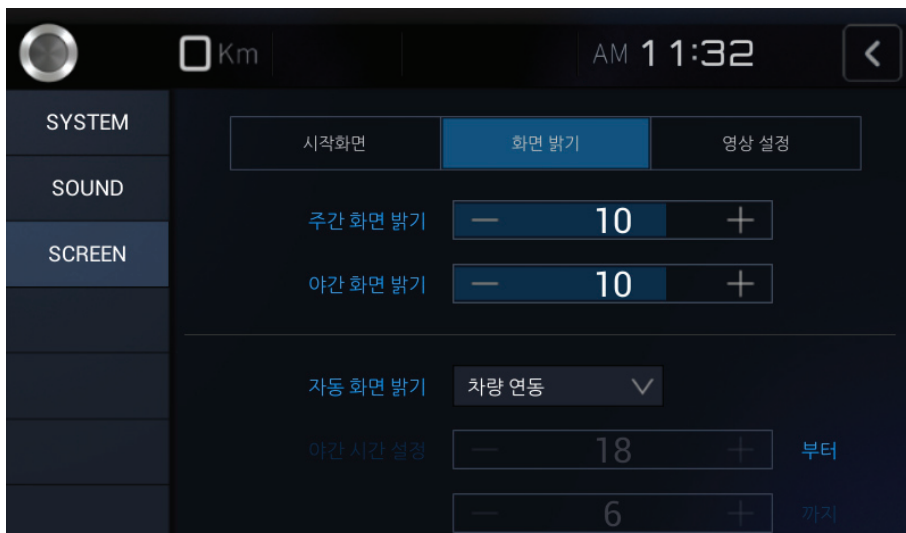 0 Km AM 11:32
SYSTEM
SOUND
SCREEN
시작화면 화면 밝기 영상 설정
주간 화면 밝기 10
야간 화면 밝기 10
자동 화면 밝기 차량 연동
야간 시간 설정 18 부터
6 까지